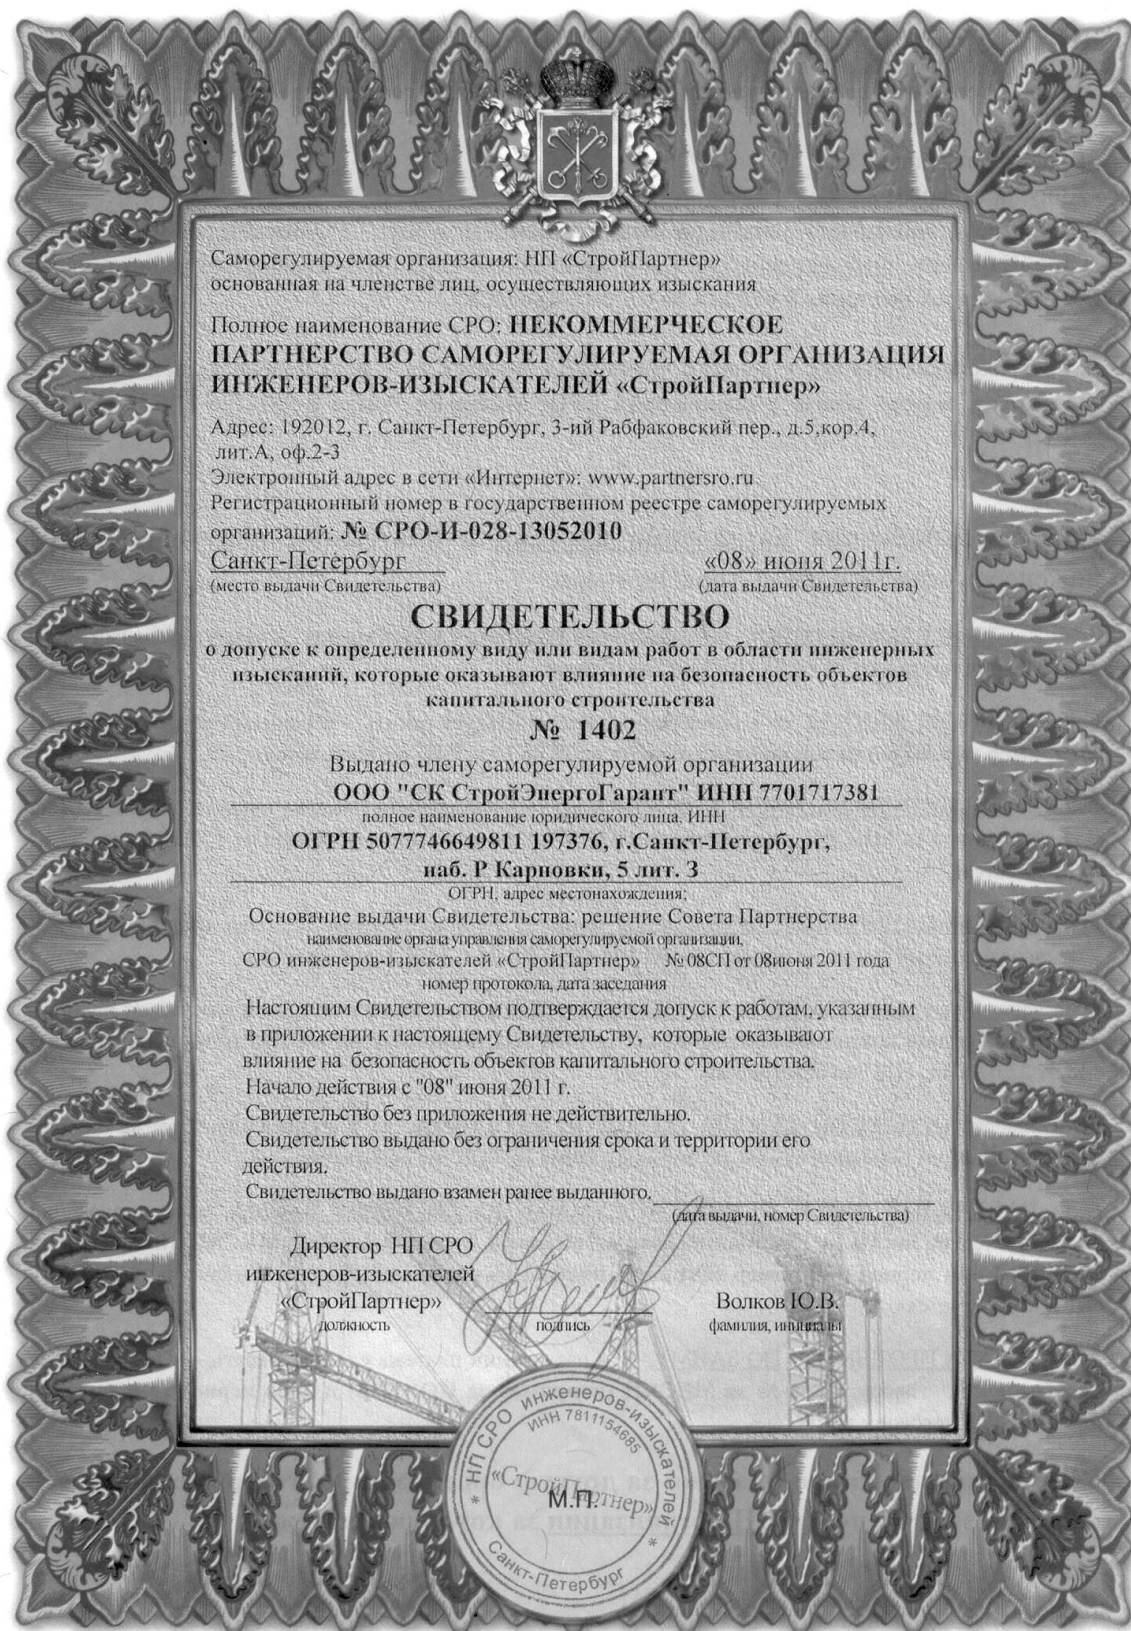 Саморегулируемая организация: НП «СтройПартнер»
основанная на членстве лиц, осуществляющих изыскания
Полное наименование СРО: НЕКОММЕРЧЕСКОЕ
ПАРТНЕРСТВО САМОРЕГУЛИРУЕМАЯ ОРГАНИЗАЦИЯ
ИНЖЕНЕРОВ-ИЗЫСКАТЕЛЕЙ «СтройПартнер»
Адрес: 192012, г. Санкт-Петербург, 3-ий Рабфаковский пер., д.5,кор.4,
лит.А, оф.2-3
Электронный адрес в сети «Интернет»: www.partnersro.ru
Регистрационный номер в государственном реестре саморегулируемых
организаций: № СРО-И-028-13052010
Санкт-Петербург «08» июня 2011г.
(место выдачи Свидетельства) (дата выдачи Свидетельства)
СВИДЕТЕЛЬСТВО
о допуске к определенному виду или видам работ в области инженерных
изысканий, которые оказывают влияние на безопасность объектов
капитального строительства
№ 1402
Выдано члену саморегулируемой организации
ООО "СК СтройЭнергоГарант" ИНН 7701717381
полное наименование юридического лица, ИНН
ОГРН 5077746649811 197376, г.Санкт-Петербург,
наб. Р Карповки, 5 лит. З
ОГРН, адрес местонахождения;
Основание выдачи Свидетельства: решение Совета Партнерства
наименование органа управления саморегулируемой организации,
СРО инженеров-изыскателей «СтройПартнер» № 08СП от 08июня 2011 года
номер протокола, дата заседания
Настоящим Свидетельством подтверждается допуск к работам, указанным
в приложении к настоящему Свидетельству, которые оказывают
влияние на безопасность объектов капитального строительства.
Начало действия с "08" июня 2011 г.
Свидетельство без приложения не действительно.
Свидетельство выдано без ограничения срока и территории его
действия.
Свидетельство выдано взамен ранее выданного.
(дата выдачи, номер Свидетельства)
Директор НП СРО
инженеров-изыскателей
«СтройПартнер» Волков Ю.В.
должность подпись фамилия, инициалы
* НП СРО инженеров-изыскателей *
ИНН 7811154685
«СтройПартнер»
М.П.
Санкт-Петербург